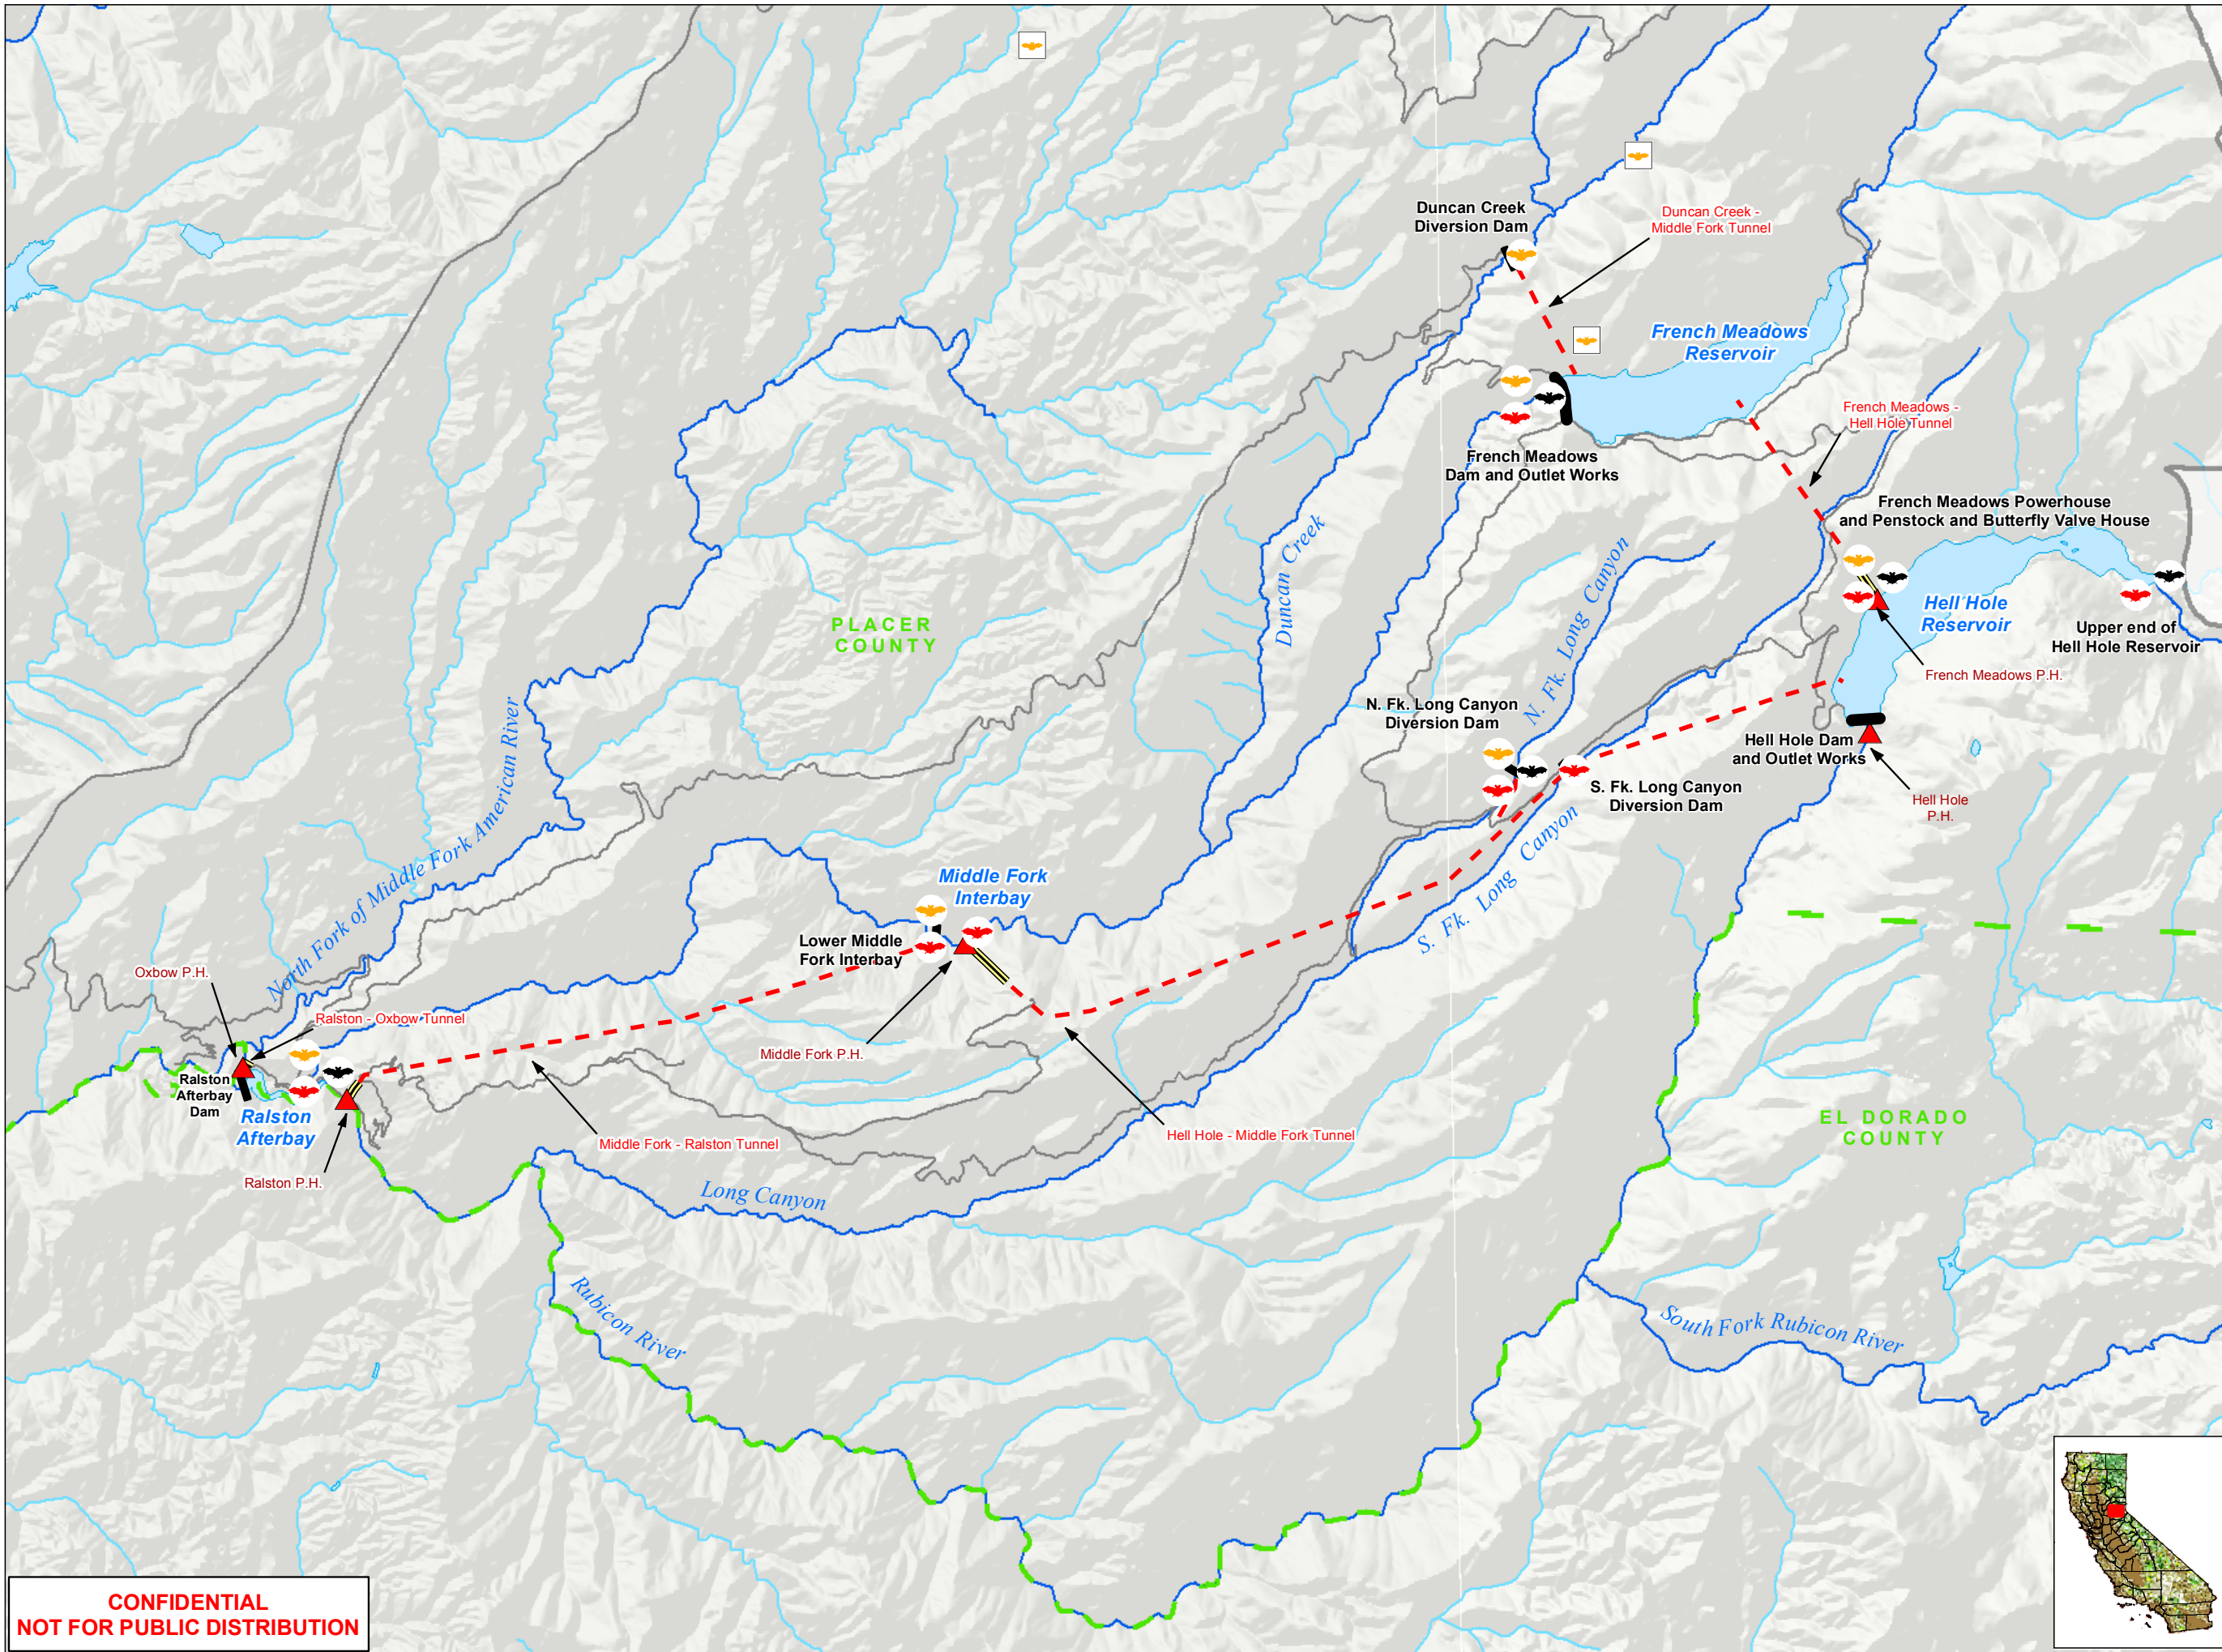 Duncan Creek
Diversion Dam
Duncan Creek -
Middle Fork Tunnel
French Meadows
Reservoir
French Meadows -
Hell Hole Tunnel
French Meadows
Dam and Outlet Works
French Meadows Powerhouse
and Penstock and Butterfly Valve House
Duncan Creek
N. Fk. Long Canyon
PLACER
COUNTY
Hell Hole
Reservoir
Upper end of
Hell Hole Reservoir
French Meadows P.H.
N. Fk. Long Canyon
Diversion Dam
Hell Hole Dam
and Outlet Works
S. Fk. Long Canyon
Diversion Dam
Hell Hole
P.H.
North Fork of Middle Fork American River
Middle Fork
Interbay
S. Fk. Long Canyon
Lower Middle
Fork Interbay
Oxbow P.H.
Ralston - Oxbow Tunnel
Middle Fork P.H.
Ralston
Afterbay
Dam
Ralston
Afterbay
Middle Fork - Ralston Tunnel
Hell Hole - Middle Fork Tunnel
EL DORADO
COUNTY
Ralston P.H.
Long Canyon
Rubicon River
South Fork Rubicon River
CONFIDENTIAL
NOT FOR PUBLIC DISTRIBUTION